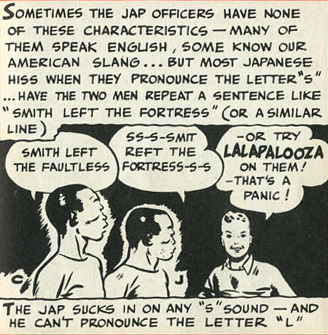 SOMETIMES THE JAP OFFICERS HAVE NONE
OF THESE CHARACTERISTICS — MANY OF
THEM SPEAK ENGLISH, SOME KNOW OUR
AMERICAN SLANG... BUT MOST JAPANESE
HISS WHEN THEY PRONOUNCE THE LETTER "S"
...HAVE THE TWO MEN REPEAT A SENTENCE LIKE
"SMITH LEFT THE FORTRESS" (OR A SIMILAR
LINE)
SMITH LEFT
THE FAULTLESS
SS-S-SMIT
REFT THE
FORTRESS-S-S
-OR TRY
LALAPALOOZA
ON THEM!
-THAT'S A
PANIC!
C
J
THE JAP SUCKS IN ON ANY "S" SOUND — AND
HE CAN'T PRONOUNCE THE LETTER "L"